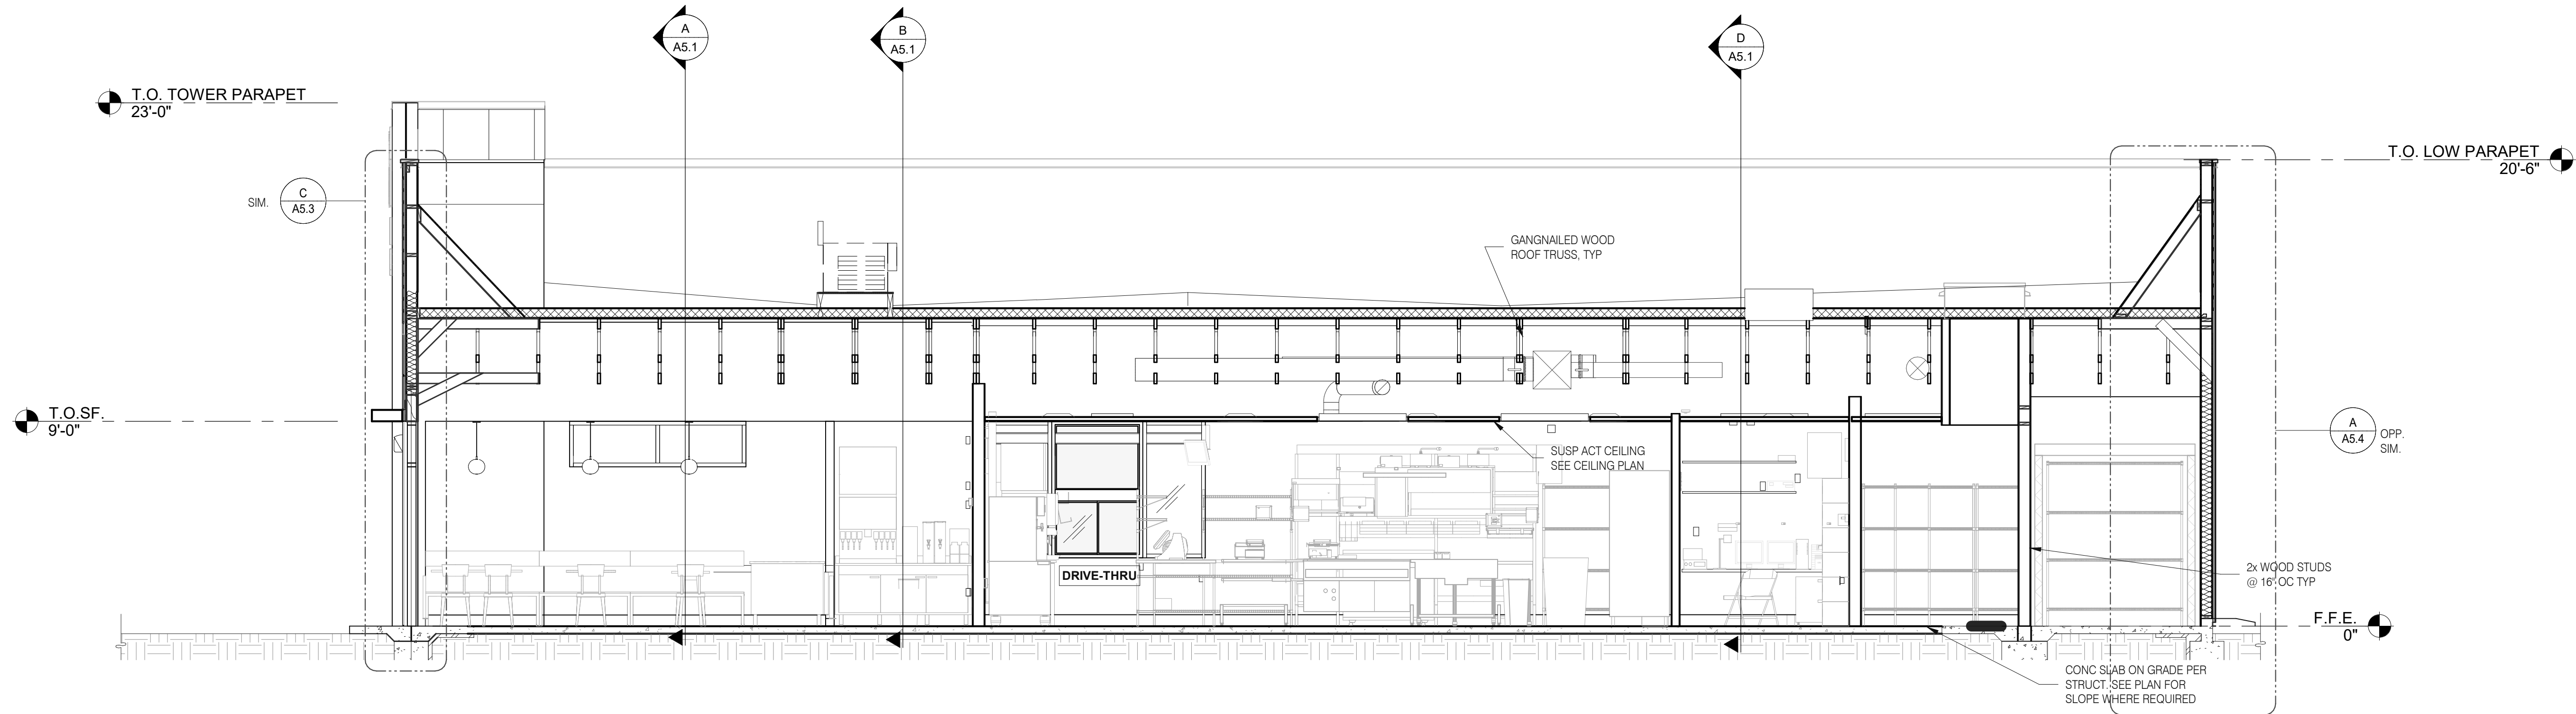 A
A5.1
B
A5.1
D
A5.1
T.O. TOWER PARAPET
23'-0"
T.O. LOW PARAPET
20'-6"
SIM.
C
A5.3
GANGNAILED WOOD
ROOF TRUSS, TYP
T.O.SF.
9'-0"
A
A5.4
OPP.
SIM.
SUSP ACT CEILING
SEE CEILING PLAN
DRIVE-THRU
2x WOOD STUDS
@ 16" OC TYP
F.F.E.
0"
CONC SLAB ON GRADE PER
STRUCT. SEE PLAN FOR
SLOPE WHERE REQUIRED